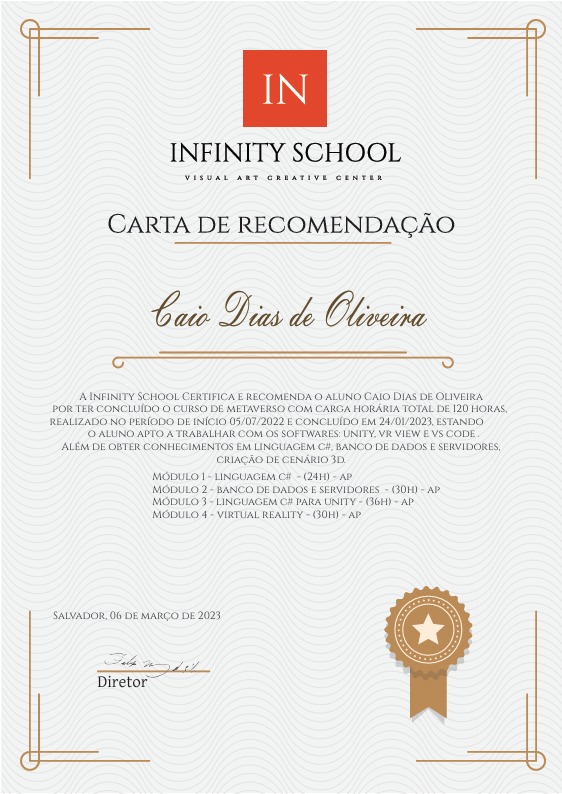 IN
INFINITY SCHOOL
VISUAL ART CREATIVE CENTER
CARTA DE RECOMENDAÇÃO
Caio Dias de Oliveira
A INFINITY SCHOOL CERTIFICA E RECOMENDA O ALUNO CAIO DIAS DE OLIVEIRA
POR TER CONCLUÍDO O CURSO DE METAVERSO COM CARGA HORÁRIA TOTAL DE 120 HORAS,
REALIZADO NO PERÍODO DE INÍCIO 05/07/2022 E CONCLUÍDO EM 24/01/2023, ESTANDO
O ALUNO APTO A TRABALHAR COM OS SOFTWARES: UNITY, VR VIEW E VS CODE .
ALÉM DE OBTER CONHECIMENTOS EM LINGUAGEM C#, BANCO DE DADOS E SERVIDORES,
CRIAÇÃO DE CENÁRIO 3D.
MÓDULO 1 - LINGUAGEM C# - (24H) - AP
MÓDULO 2 - BANCO DE DADOS E SERVIDORES - (30H) - AP
MÓDULO 3 - LINGUAGEM C# PARA UNITY - (36H) - AP
MÓDULO 4 - VIRTUAL REALITY - (30H) - AP
SALVADOR, 06 DE MARÇO DE 2023
Diretor